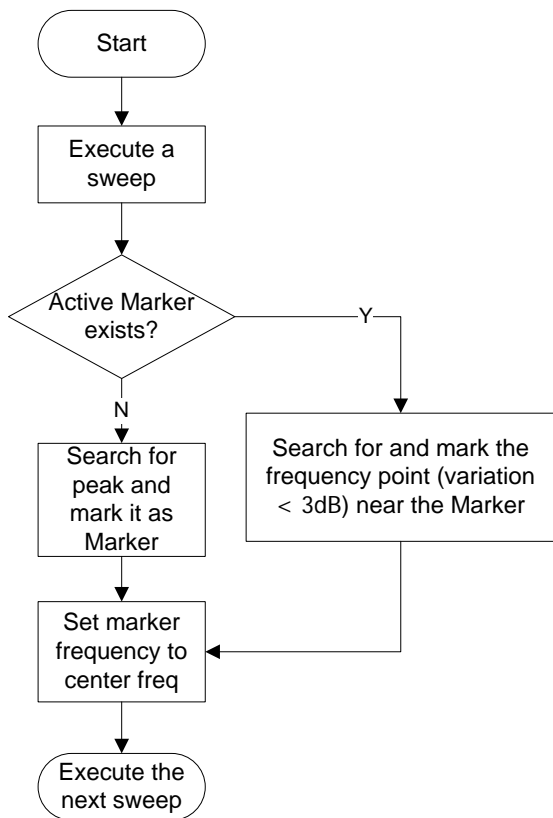 Start
Execute a
sweep
Active Marker
exists?
Y
N
Search for
peak and
mark it as
Marker
Search for and mark the
frequency point (variation
< 3dB) near the Marker
Set marker
frequency to
center freq
Execute the
next sweep